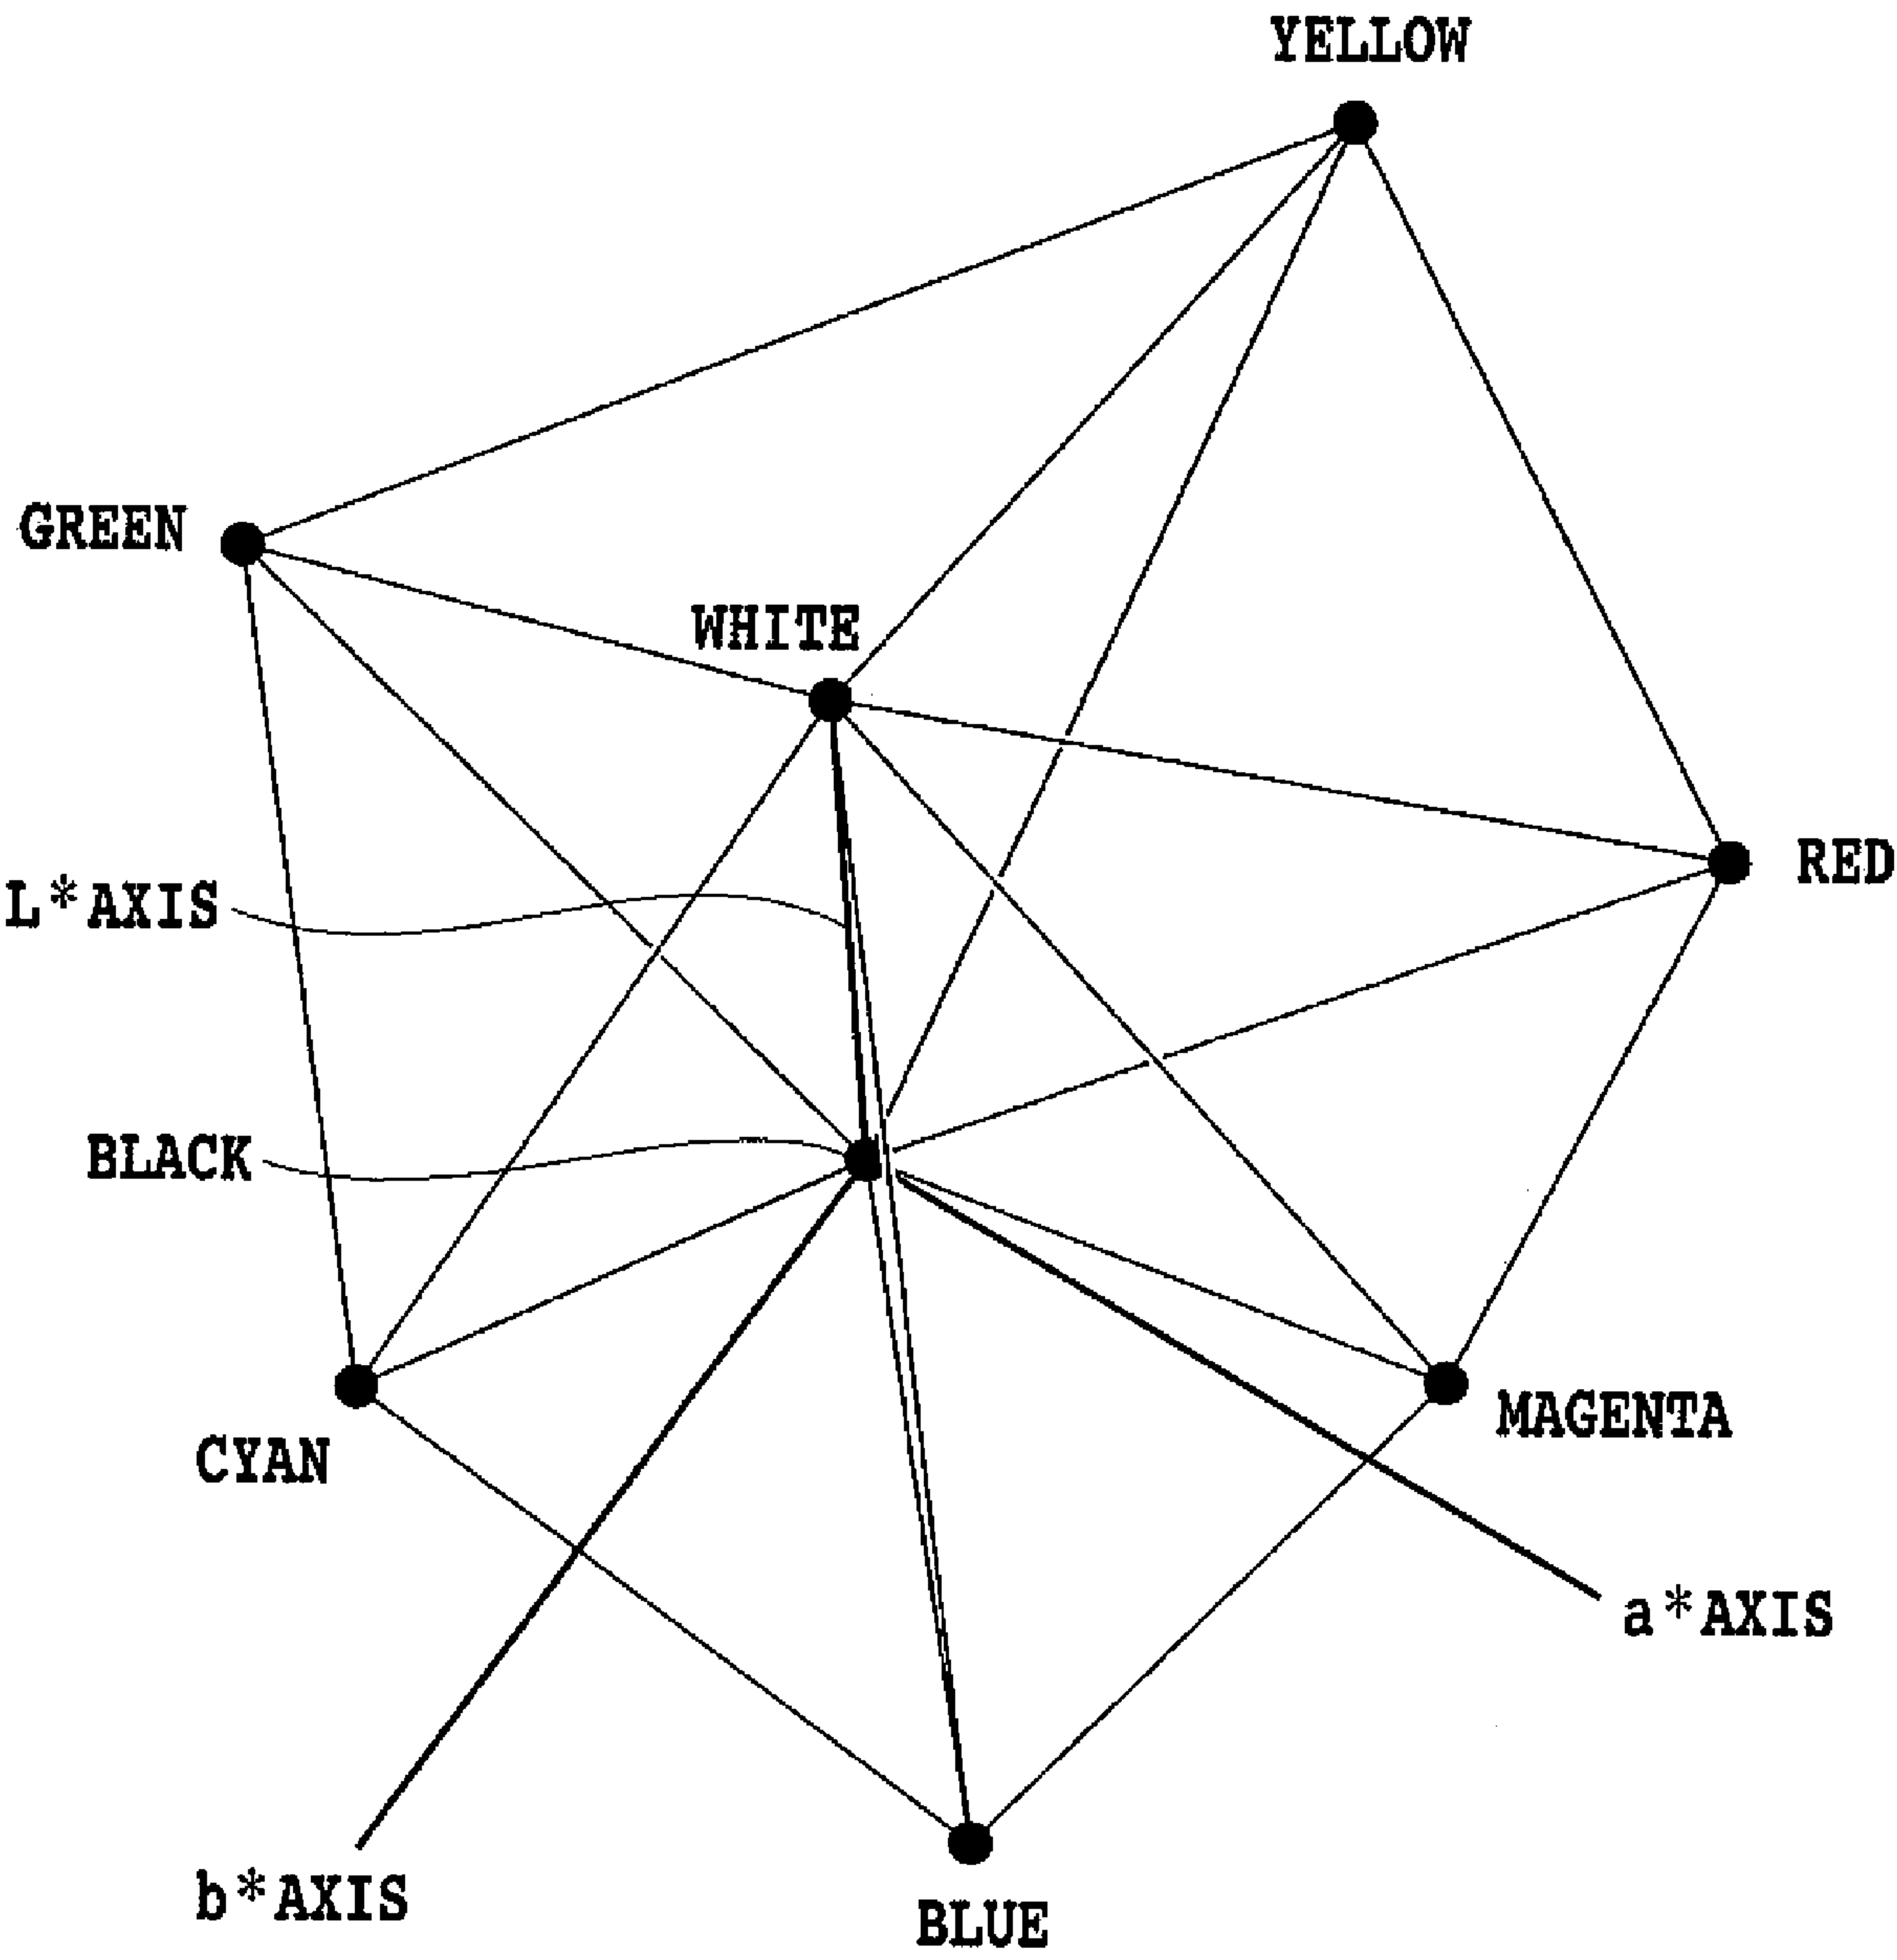 YELLOW
GREEN
WHITE
RED
L*AXIS
BLACK
MAGENTA
CYAN
a*AXIS
b*AXIS
BLUE